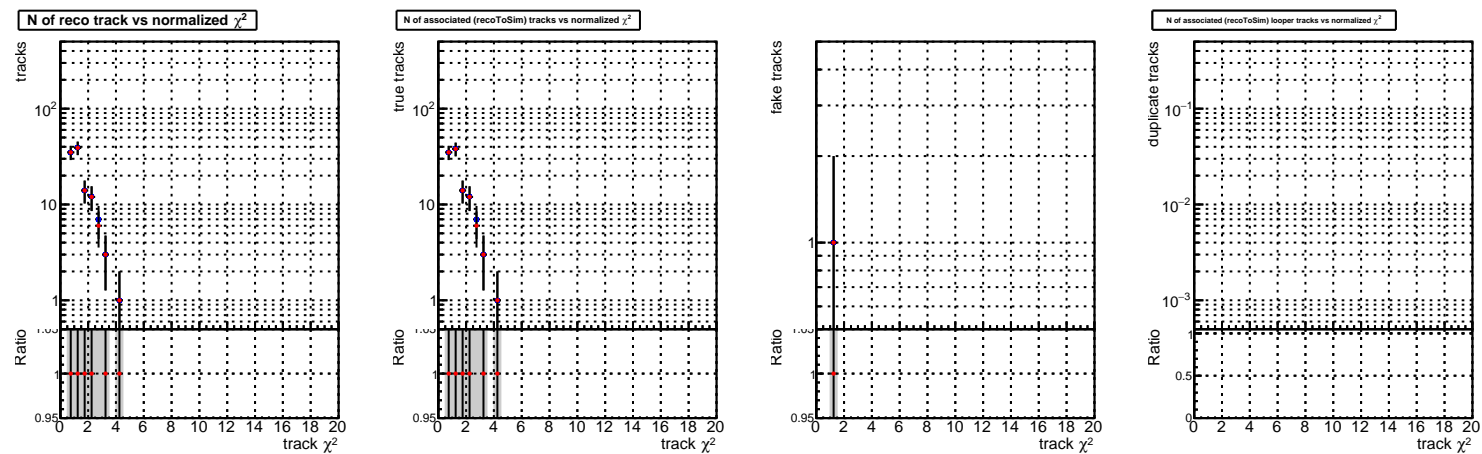 N of reco track vs normalized χ²
tracks
10²
10
1
1.05
Ratio
1
0.95
0 2 4 6 8 10 12 14 16 18 20
track χ²
N of associated (recoToSim) tracks vs normalized χ²
true tracks
10²
10
1
1.05
Ratio
1
0.95
0 2 4 6 8 10 12 14 16 18 20
track χ²
fake tracks
1
1.05
Ratio
1
0.95
0 2 4 6 8 10 12 14 16 18 20
track χ²
N of associated (recoToSim) looper tracks vs normalized χ²
duplicate tracks
10⁻¹
10⁻²
10⁻³
Ratio
1
0.5
0
0 2 4 6 8 10 12 14 16 18 20
track χ²